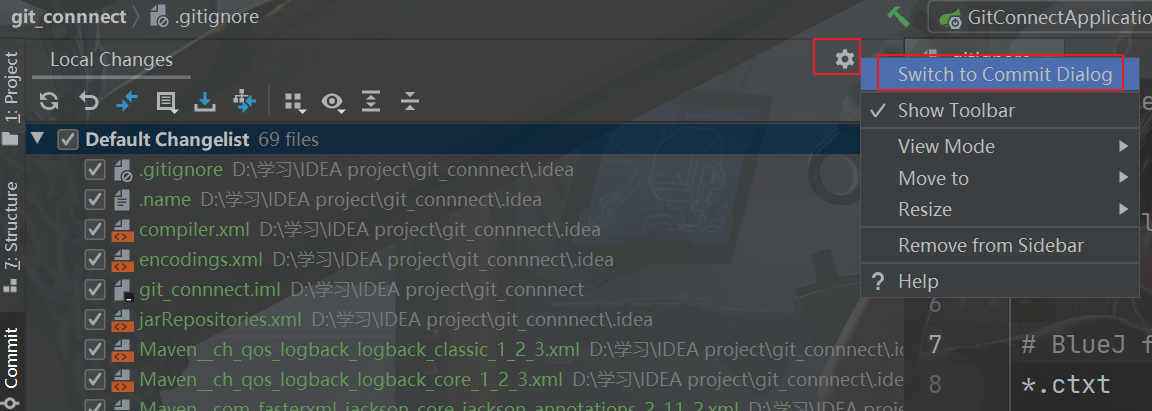 git_connnect .gitignore
GitConnectApplicatio
Local Changes
Switch to Commit Dialog
Show Toolbar
View Mode
Move to
Resize
Remove from Sidebar
? Help
1: Project
7: Structure
Commit
Default Changelist 69 files
.gitignore D:\学习\IDEA project\git_connnect\.idea
.name D:\学习\IDEA project\git_connnect\.idea
compiler.xml D:\学习\IDEA project\git_connnect\.idea
encodings.xml D:\学习\IDEA project\git_connnect\.idea
git_connnect.iml D:\学习\IDEA project\git_connnect
jarRepositories.xml D:\学习\IDEA project\git_connnect\.idea
Maven__ch_qos_logback_logback_classic_1_2_3.xml D:\学习\IDEA project\git_connnect\.i
Maven__ch_qos_logback_logback_core_1_2_3.xml D:\学习\IDEA project\git_connnect\.ide
Maven__com_fasterxml_jackson_core_jackson_annotations_2_11_2.xml D:\学习\IDEA
6
7 # BlueJ f
8 *.ctxt